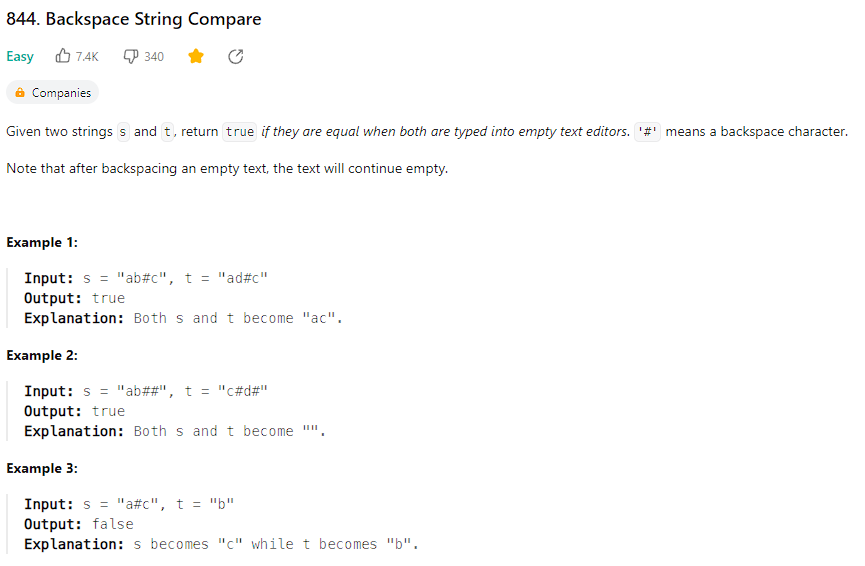 844. Backspace String Compare
Easy 7.4K 340
Companies
Given two strings s and t, return true if they are equal when both are typed into empty text editors. '#' means a backspace character.
Note that after backspacing an empty text, the text will continue empty.
Example 1:
Input: s = "ab#c", t = "ad#c"
Output: true
Explanation: Both s and t become "ac".
Example 2:
Input: s = "ab##", t = "c#d#"
Output: true
Explanation: Both s and t become "".
Example 3:
Input: s = "a#c", t = "b"
Output: false
Explanation: s becomes "c" while t becomes "b".